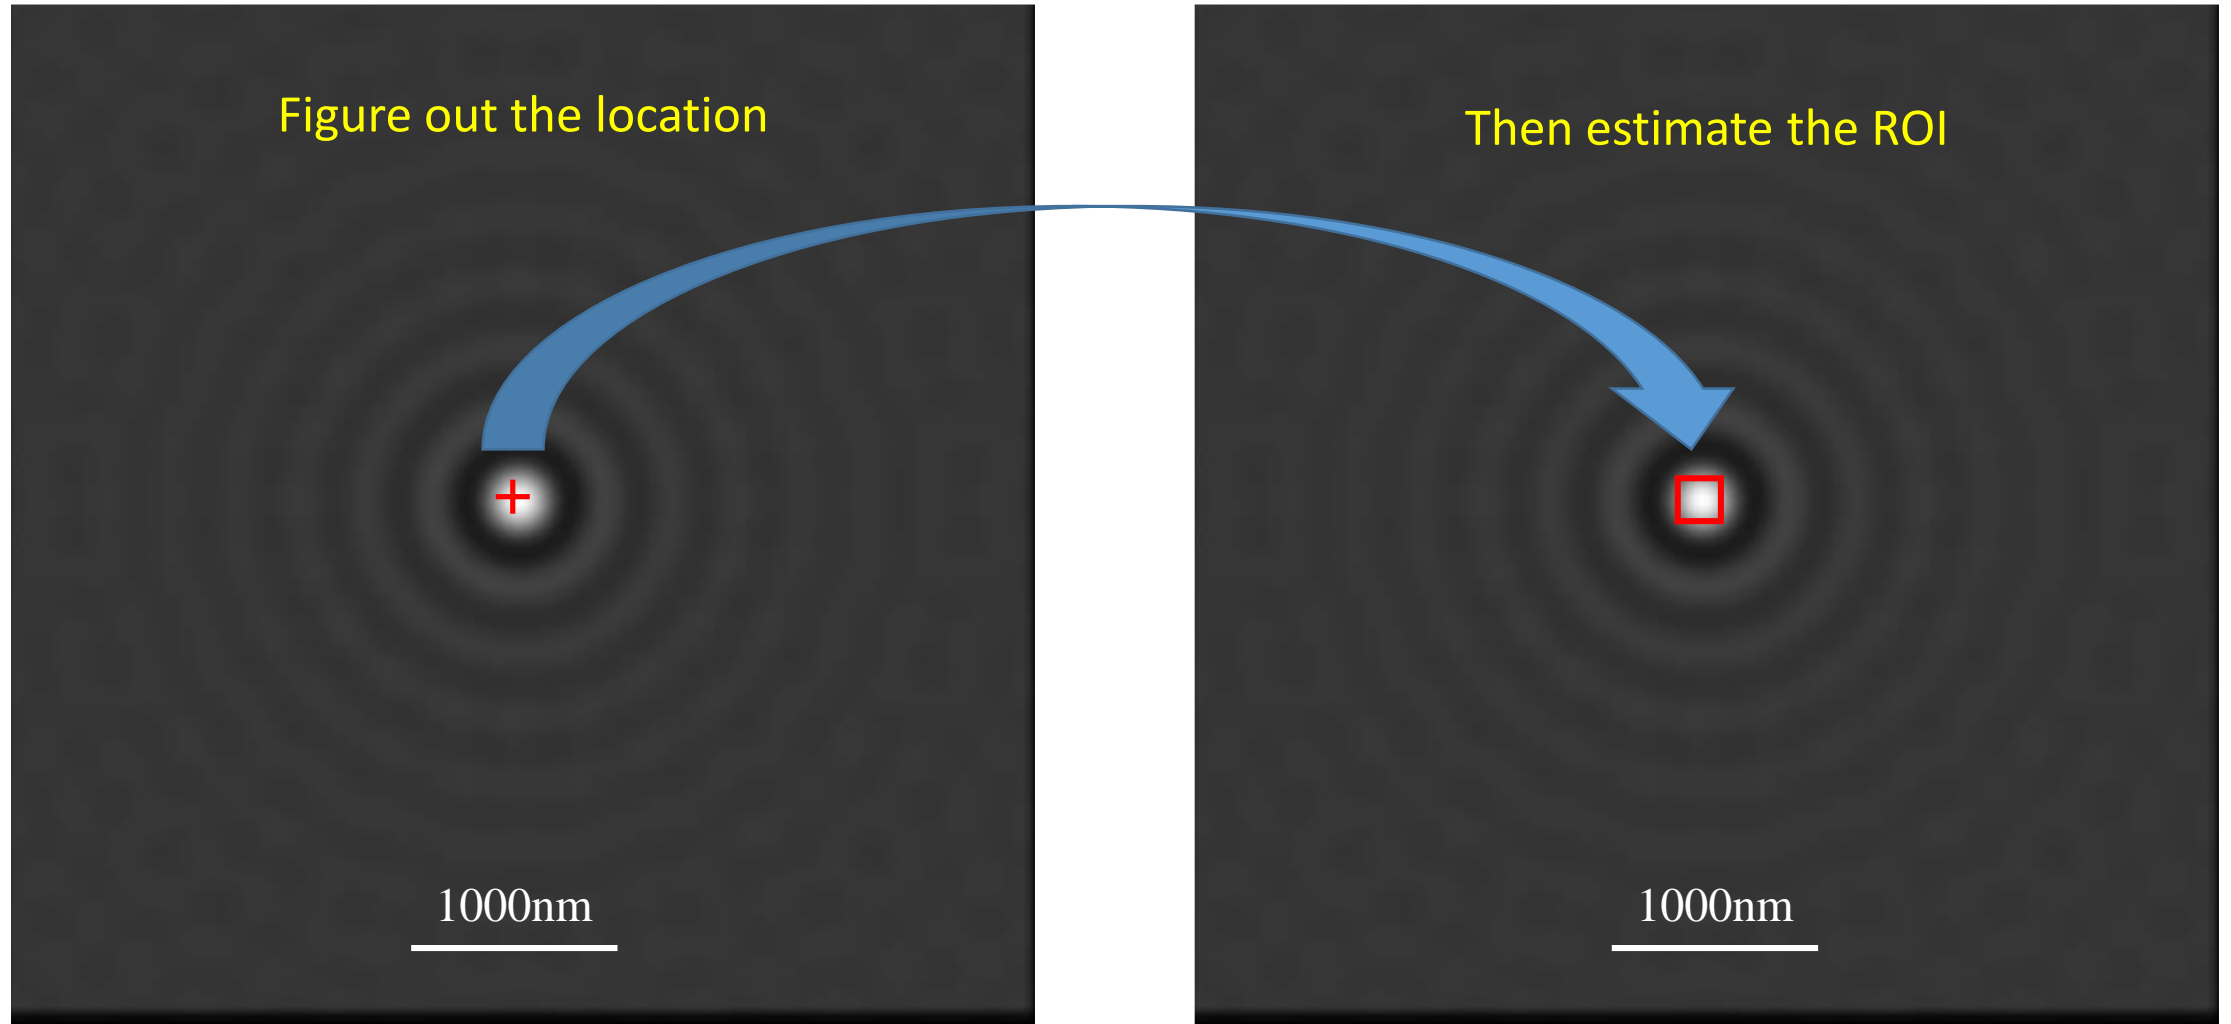 Figure out the location
Then estimate the ROI
1000nm
1000nm